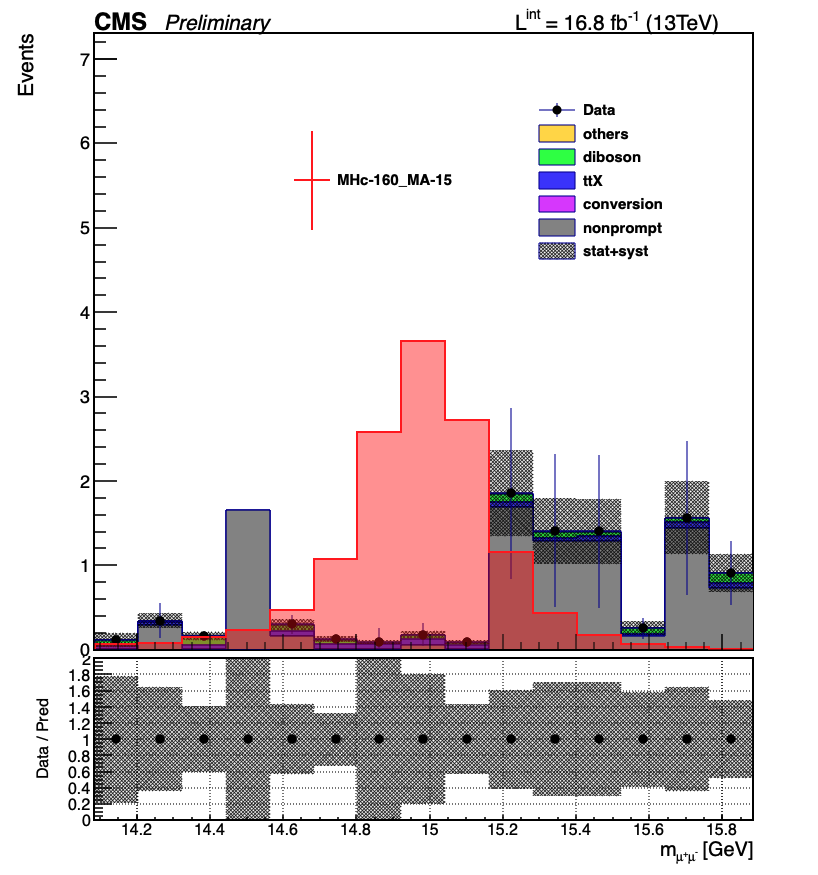 CMS Preliminary L^int = 16.8 fb^-1 (13TeV)
Events
7
6
5
4
3
2
1
0
MHc-160_MA-15
Data
others
diboson
ttX
conversion
nonprompt
stat+syst
Data / Pred
2
1.8
1.6
1.4
1.2
1
0.8
0.6
0.4
0.2
0
14.2 14.4 14.6 14.8 15 15.2 15.4 15.6 15.8
m_μ+μ- [GeV]